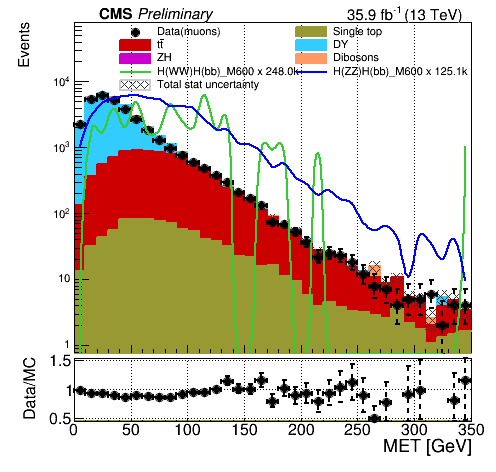 CMS Preliminary 35.9 fb⁻¹ (13 TeV)
Data(muons) Single top
tt̄ DY
ZH Dibosons
H(WW)H(bb)_M600 x 248.0k H(ZZ)H(bb)_M600 x 125.1k
Total stat uncertainty
Events
10⁴
10³
10²
10
1
Data/MC
1.5
1
0.5
0 50 100 150 200 250 300 350
MET [GeV]